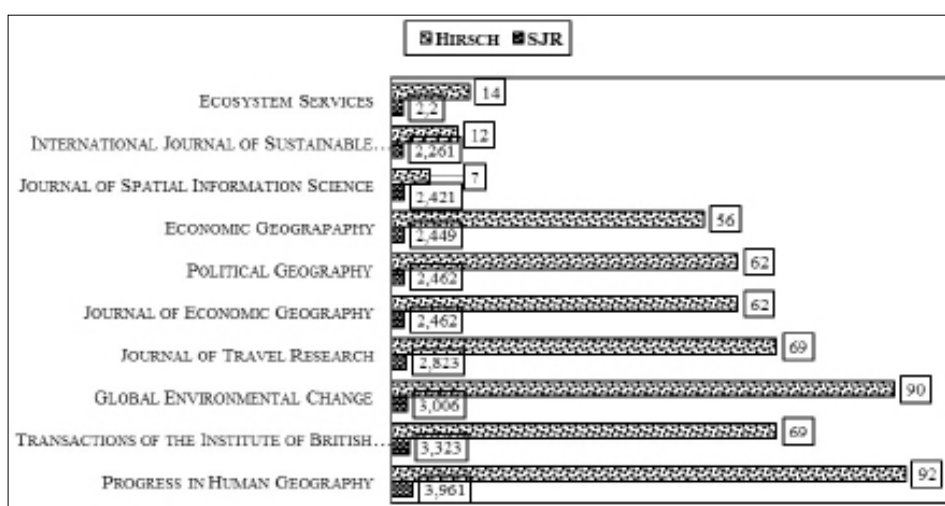 HIRSCH SJR
ECOSYSTEM SERVICES 14
2,2
INTERNATIONAL JOURNAL OF SUSTAINABLE... 12
2,261
JOURNAL OF SPATIAL INFORMATION SCIENCE 7
2,421
ECONOMIC GEOGRAPAPHY 56
2,449
POLITICAL GEOGRAPHY 62
2,462
JOURNAL OF ECONOMIC GEOGRAPHY 62
2,462
JOURNAL OF TRAVEL RESEARCH 69
2,823
GLOBAL ENVIRONMENTAL CHANGE 90
3,006
TRANSACTIONS OF THE INSTITUTE OF BRITISH... 69
3,323
PROGRESS IN HUMAN GEOGRAPHY 92
3,961